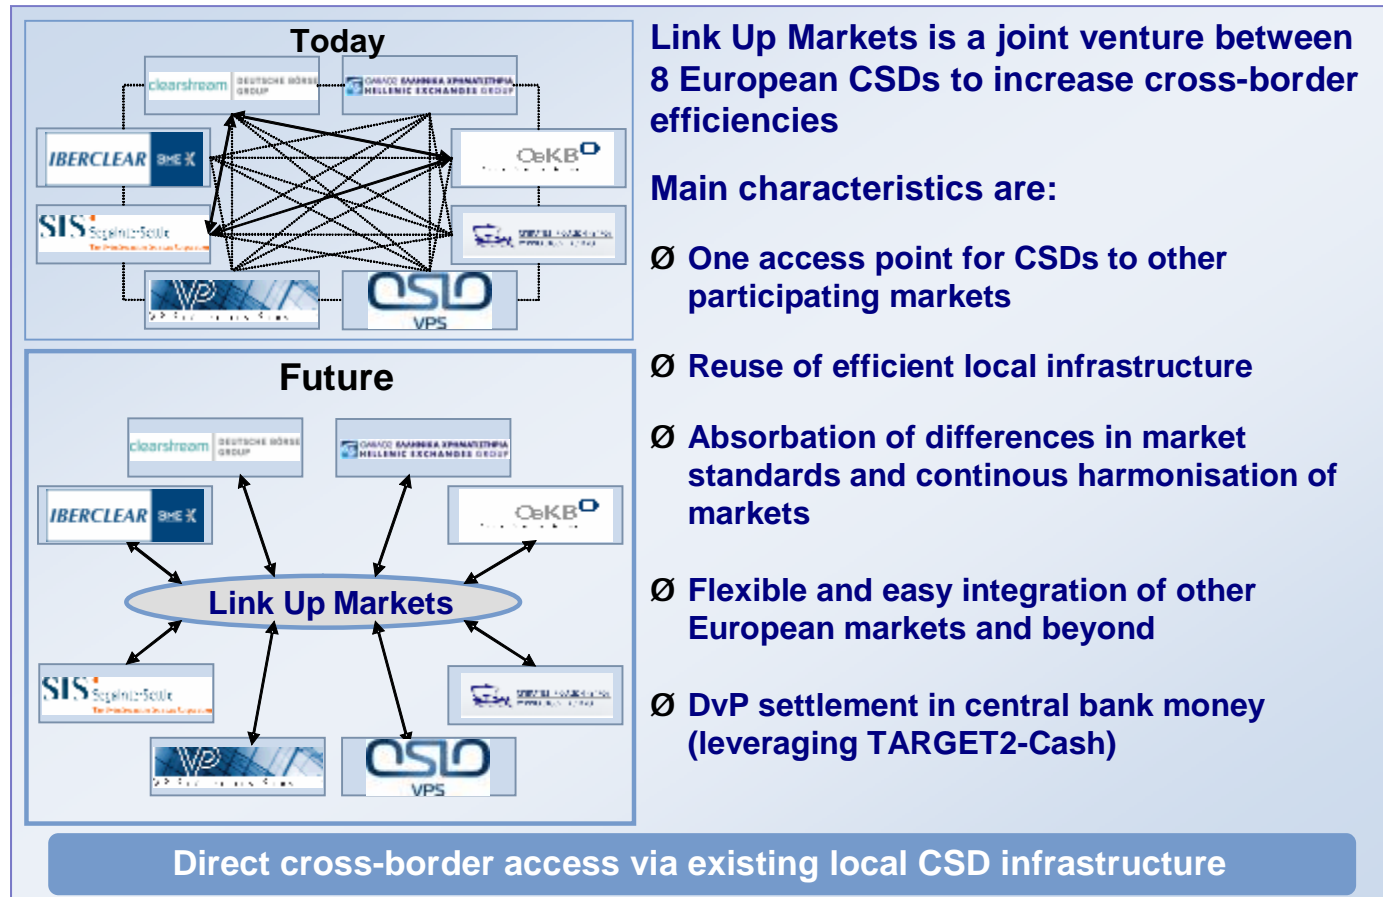 Today
clearstream DEUTSCHE BÖRSE
GROUP
ΕΛΛΗΝΙΚΑ ΧΡΗΜΑΤΙΣΤΗΡΙΑ
HELLENIC EXCHANGES GROUP
IBERCLEAR BME X
OeKB
SIS SegaInterSettle
VP
OSLO
VPS
Future
clearstream DEUTSCHE BÖRSE
GROUP
ΕΛΛΗΝΙΚΑ ΧΡΗΜΑΤΙΣΤΗΡΙΑ
HELLENIC EXCHANGES GROUP
IBERCLEAR BME X
OeKB
Link Up Markets
SIS SegaInterSettle
VP
OSLO
VPS
Link Up Markets is a joint venture between
8 European CSDs to increase cross-border
efficiencies
Main characteristics are:
Ø One access point for CSDs to other
participating markets
Ø Reuse of efficient local infrastructure
Ø Absorbation of differences in market
standards and continous harmonisation of
markets
Ø Flexible and easy integration of other
European markets and beyond
Ø DvP settlement in central bank money
(leveraging TARGET2-Cash)
Direct cross-border access via existing local CSD infrastructure